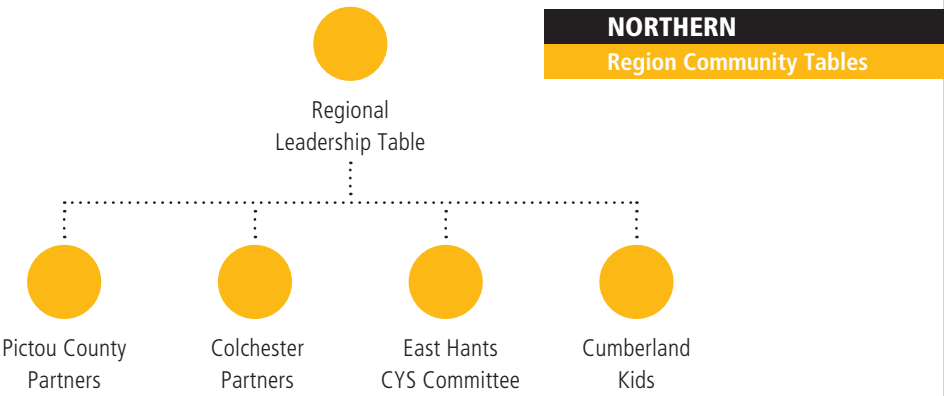 NORTHERN
Region Community Tables
Regional
Leadership Table
Pictou County
Partners
Colchester
Partners
East Hants
CYS Committee
Cumberland
Kids